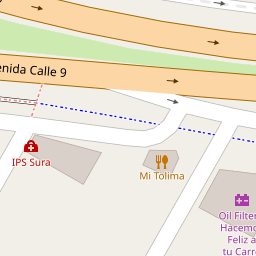 enida Calle 9
IPS Sura
Mi Tolima
Oil Filter
Hacemo
Feliz a
tu Carro